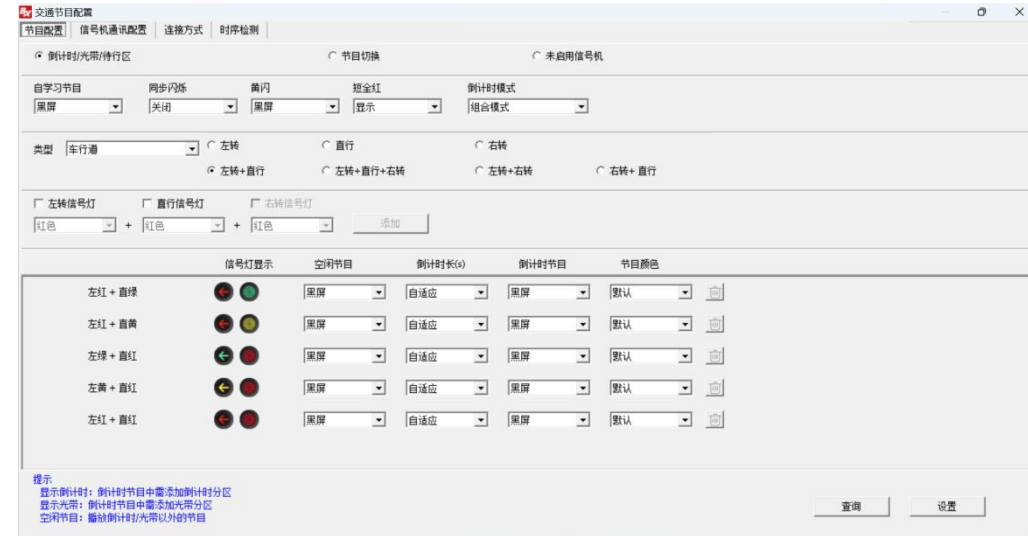 交通节目配置
节目配置 信号机通讯配置 连接方式 时序检测
倒计时/光带/待行区 节目切换 未启用信号机
自学习节目 同步闪烁 黄闪 短全红 倒计时模式
黑屏 关闭 黑屏 显示 组合模式
类型 车行道 左转 直行 右转
左转+直行 左转+直行+右转 左转+右转 右转+ 直行
左转信号灯 直行信号灯 右转信号灯
红色 + 红色 + 红色 添加
信号灯显示 空闲节目 倒计时长(s) 倒计时节目 节目颜色
左红 + 直绿 黑屏 自适应 黑屏 默认
左红 + 直黄 黑屏 自适应 黑屏 默认
左绿 + 直红 黑屏 自适应 黑屏 默认
左黄 + 直红 黑屏 自适应 黑屏 默认
左红 + 直红 黑屏 自适应 黑屏 默认
提示
显示倒计时：倒计时节目中需添加倒计时分区
显示光带：倒计时节目中需添加光带分区
空闲节目：播放倒计时/光带以外的节目
查询 设置